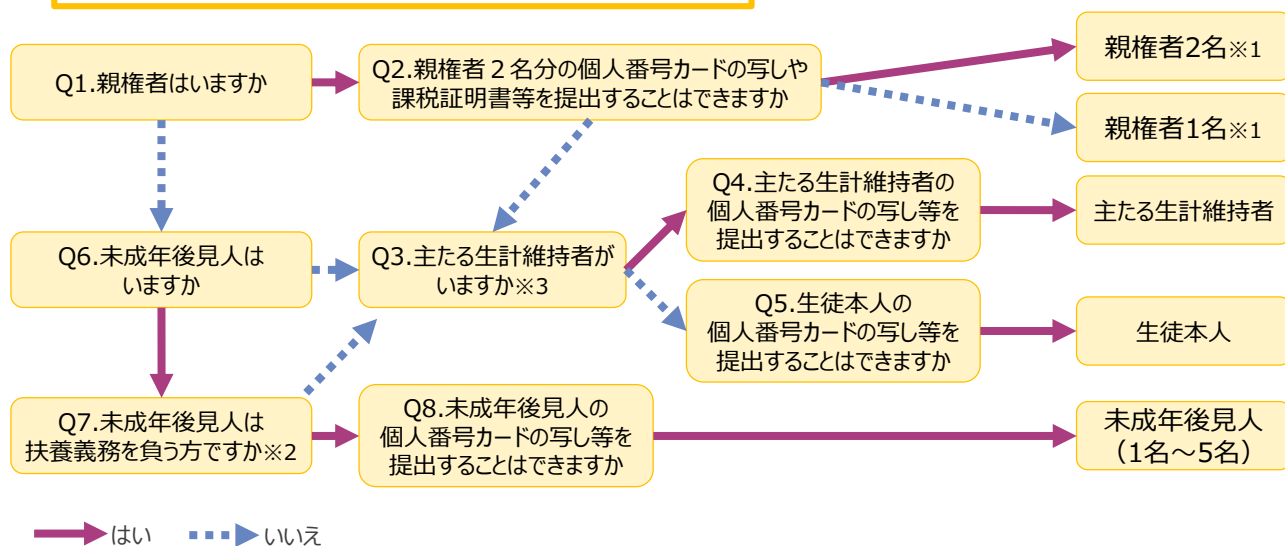 Q1.親権者はいますか
Q2.親権者２名分の個人番号カードの写しや
課税証明書等を提出することはできますか
親権者2名※1
親権者1名※1
Q4.主たる生計維持者の
個人番号カードの写し等を
提出することはできますか
主たる生計維持者
Q6.未成年後見人は
いますか
Q3.主たる生計維持者が
いますか※3
Q5.生徒本人の
個人番号カードの写し等を
提出することはできますか
生徒本人
Q7.未成年後見人は
扶養義務を負う方ですか※2
Q8.未成年後見人の
個人番号カードの写し等を
提出することはできますか
未成年後見人
（1名～5名）
はい
いいえ